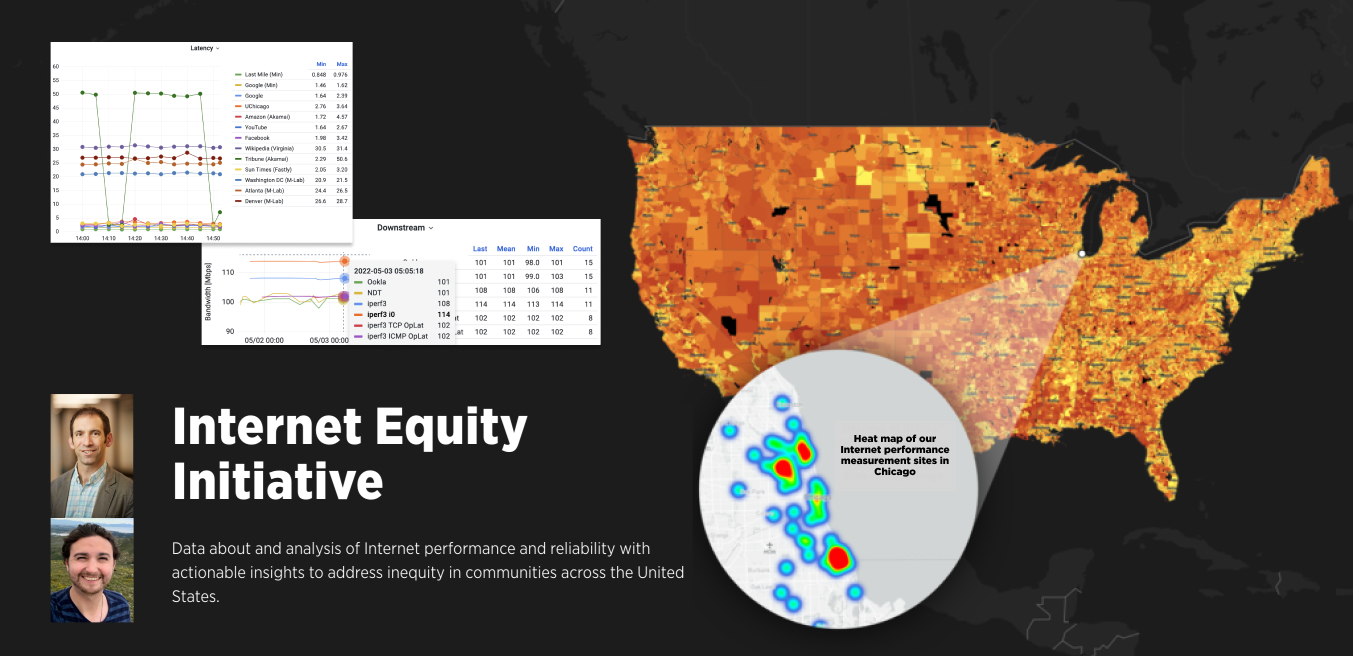 Latency
Min Max
60
55
50
45
40
35
30
25
20
15
10
5
0
14:00 14:10 14:20 14:30 14:40 14:50
Last Mile (Min) 0.848 0.976
Google (Min) 1.46 1.62
Google 1.64 2.39
UChicago 2.76 3.64
Amazon (Akamai) 1.72 4.57
YouTube 1.64 2.67
Facebook 1.98 3.42
Wikipedia (Virginia) 30.5 31.4
Tribune (Akamai) 2.29 50.6
Sun Times (Fastly) 2.05 3.20
Washington DC (M-Lab) 20.9 21.5
Atlanta (M-Lab) 24.4 26.5
Denver (M-Lab) 26.6 28.7
Downstream
Last Mean Min Max Count
101 101 98.0 101 15
101 101 99.0 103 15
108 108 106 108 11
114 114 113 114 11
102 102 102 102 8
102 102 102 102 8
Bandwidth [Mbps]
110
100
90
05/02 00:00 05/03 00:00
2022-05-03 05:05:18
Ookla 101
NDT 101
iperf3 108
iperf3 i0 114
iperf3 TCP OpLat 102
iperf3 ICMP OpLat 102
Internet Equity
Initiative
Data about and analysis of Internet performance and reliability with
actionable insights to address inequity in communities across the United
States.
Heat map of our
Internet performance
measurement sites in
Chicago